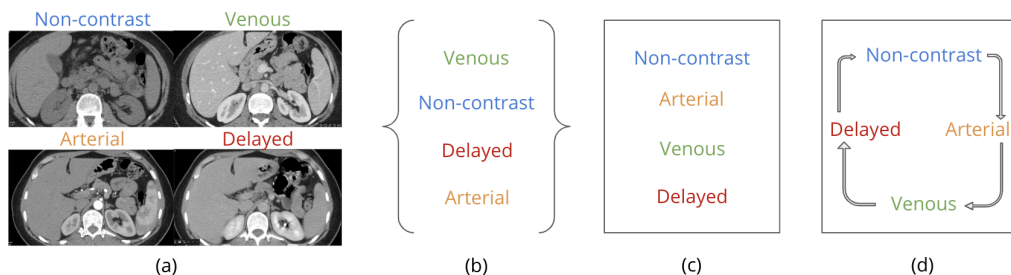 Non-contrast Venous
Arterial Delayed
(a)
Venous
Non-contrast
Delayed
Arterial
(b)
Non-contrast
Arterial
Venous
Delayed
(c)
Non-contrast
Delayed Arterial
Venous
(d)